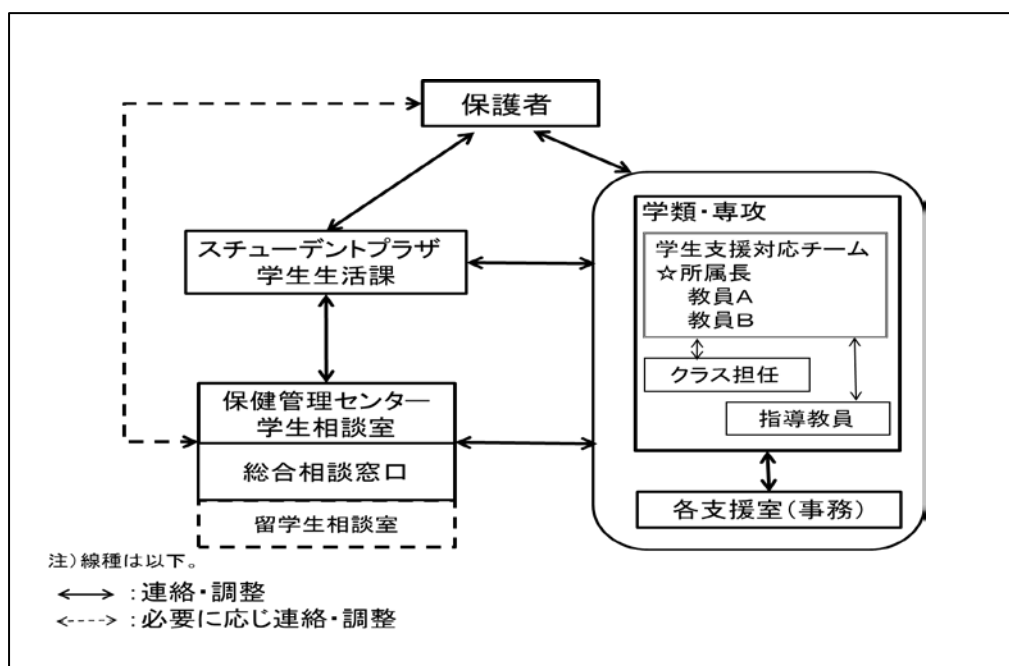 保護者
スチューデントプラザ
学生生活課
保健管理センター
学生相談室
総合相談窓口
留学生相談室
学類・専攻
学生支援対応チーム
☆所属長
教員A
教員B
クラス担任
指導教員
各支援室(事務)
注)線種は以下。
:連絡・調整
:必要に応じ連絡・調整